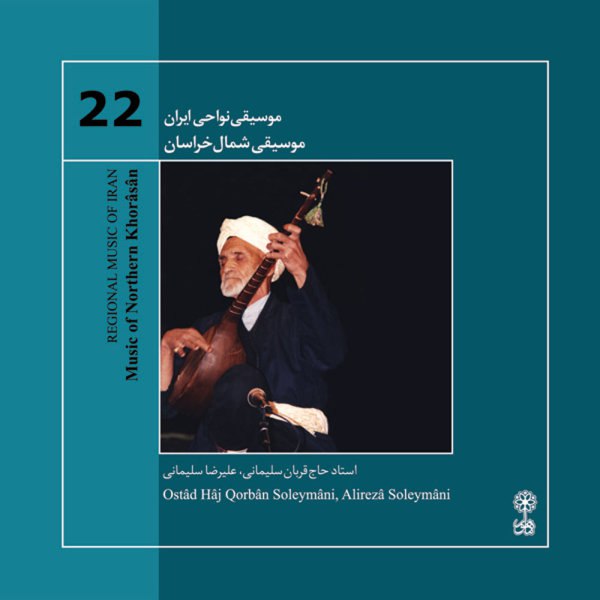 22
موسیقی نواحی ایران
موسیقی شمال خراسان
REGIONAL MUSIC OF IRAN
Music of Northern Khorâsân
استاد حاج قربان سلیمانی، علیرضا سلیمانی
Ostâd Hâj Qorbân Soleymâni, Alirezâ Soleymâni